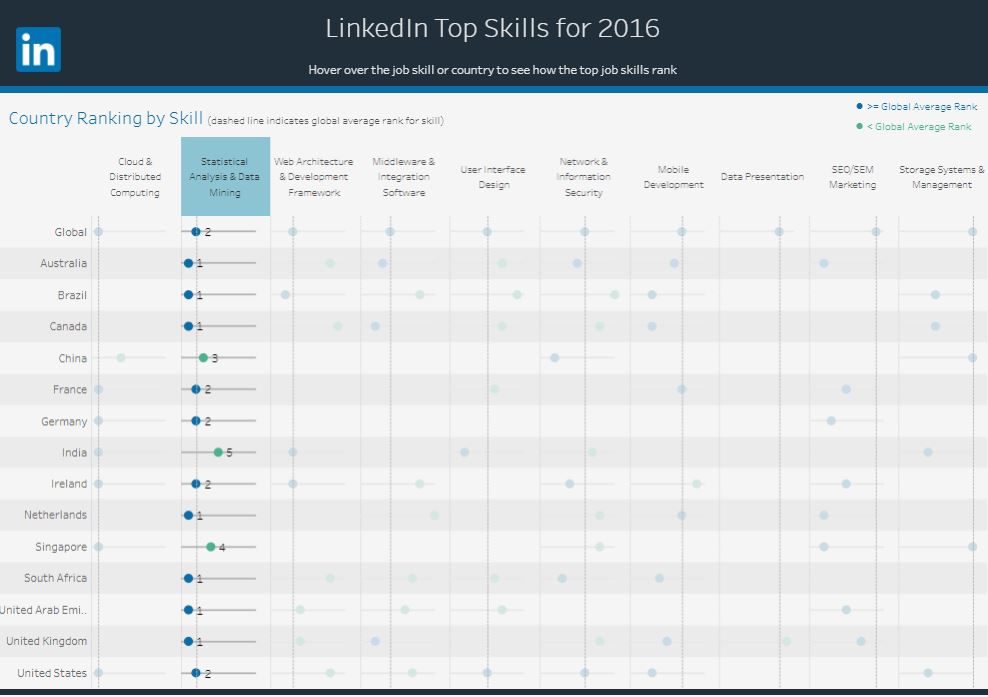 in
LinkedIn Top Skills for 2016
Hover over the job skill or country to see how the top job skills rank
Country Ranking by Skill (dashed line indicates global average rank for skill)
>= Global Average Rank
< Global Average Rank
Cloud &
Distributed
Computing
Statistical
Analysis & Data
Mining
Web Architecture
& Development
Framework
Middleware &
Integration
Software
User Interface
Design
Network &
Information
Security
Mobile
Development
Data Presentation
SEO/SEM
Marketing
Storage Systems &
Management
Global 2
Australia 1
Brazil 1
Canada 1
China 3
France 2
Germany 2
India 5
Ireland 2
Netherlands 1
Singapore 4
South Africa 1
United Arab Emi.. 1
United Kingdom 1
United States 2